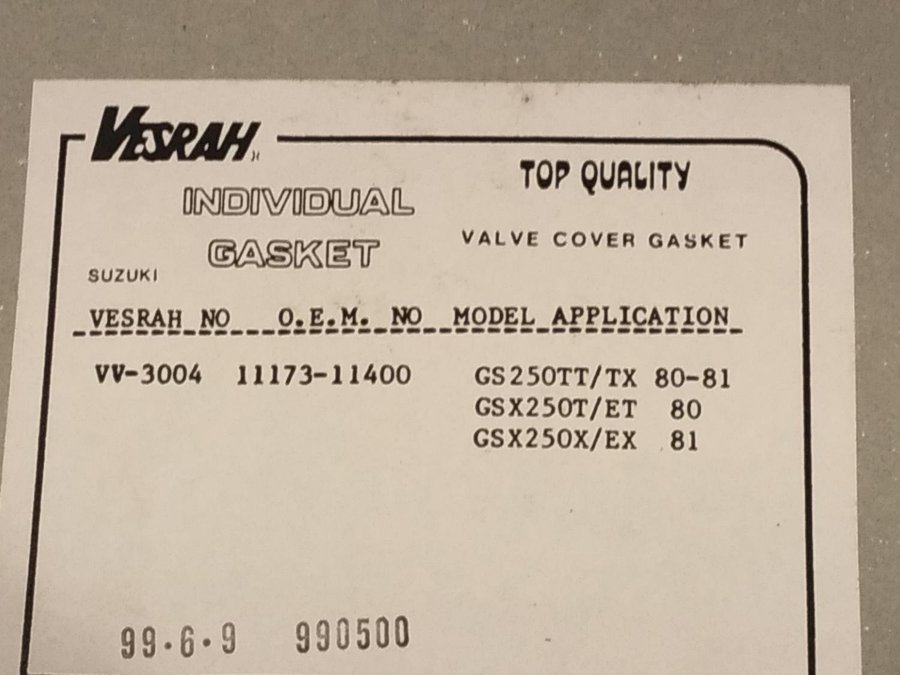 VESRAH
TOP QUALITY
INDIVIDUAL
GASKET
VALVE COVER GASKET
SUZUKI
VESRAH NO O.E.M. NO MODEL APPLICATION
VV-3004 11173-11400 GS250TT/TX 80-81
GSX250T/ET 80
GSX250X/EX 81
99.6.9 990500